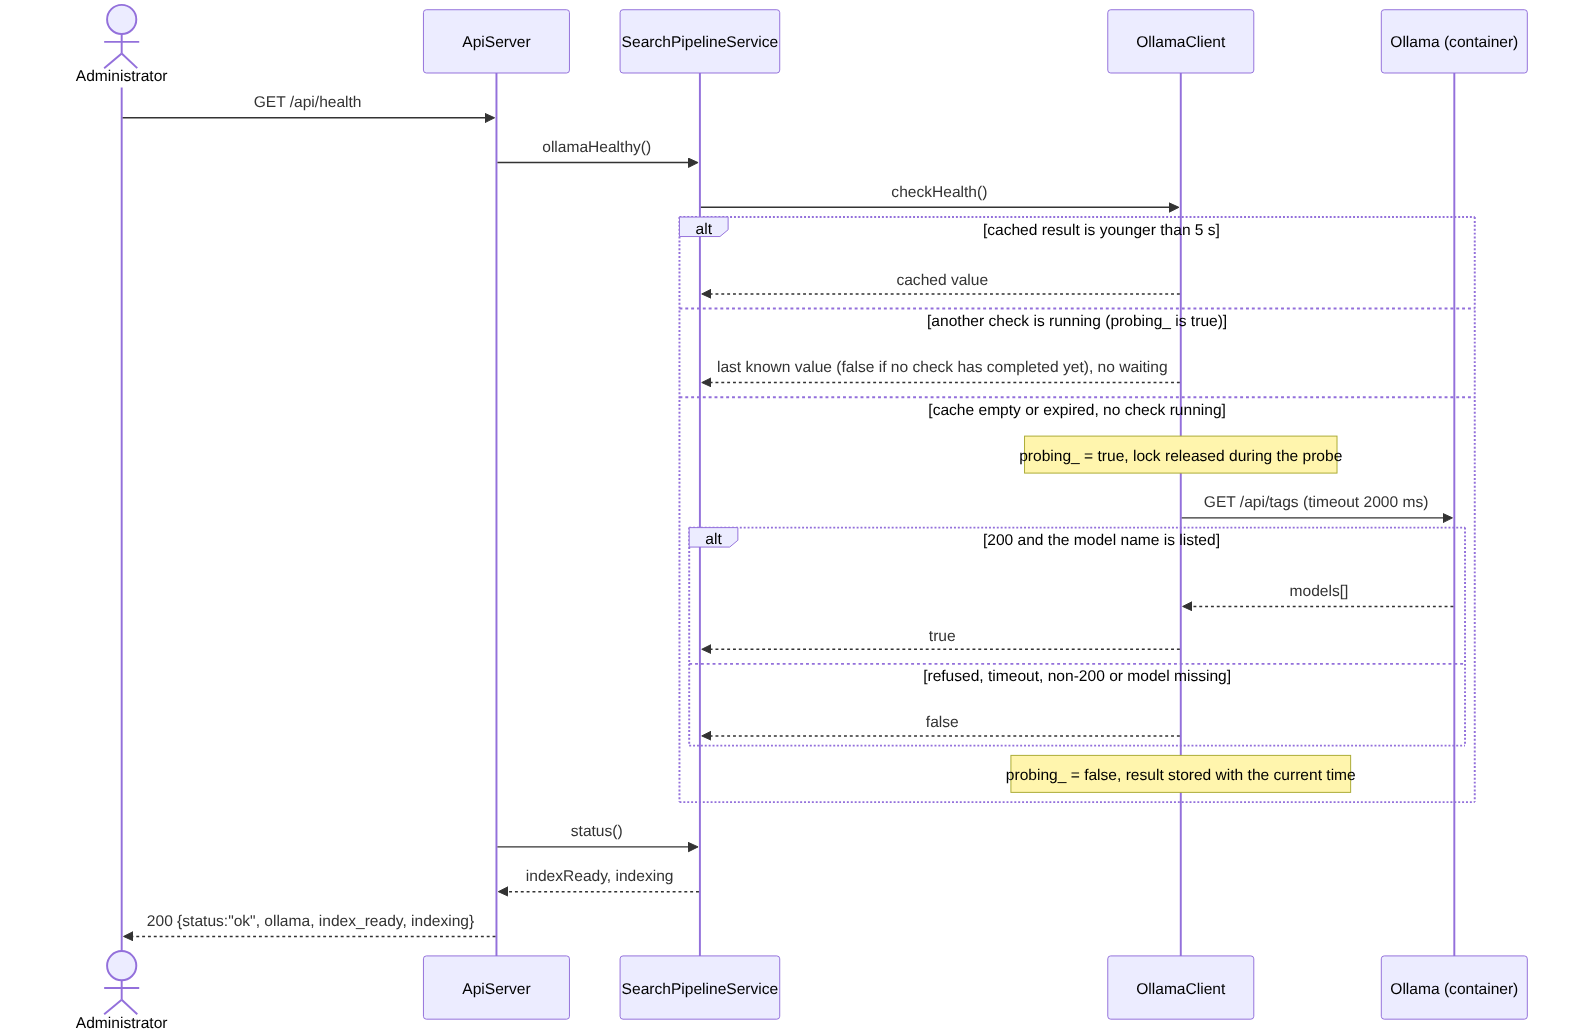 Administrator
ApiServer
SearchPipelineService
OllamaClient
Ollama (container)
GET /api/health
ollamaHealthy()
checkHealth()
alt
[cached result is younger than 5 s]
cached value
[another check is running (probing_ is true)]
last known value (false if no check has completed yet), no waiting
[cache empty or expired, no check running]
probing_ = true, lock released during the probe
GET /api/tags (timeout 2000 ms)
alt
[200 and the model name is listed]
models[]
true
[refused, timeout, non-200 or model missing]
false
probing_ = false, result stored with the current time
status()
indexReady, indexing
200 {status:"ok", ollama, index_ready, indexing}
Administrator
ApiServer
SearchPipelineService
OllamaClient
Ollama (container)